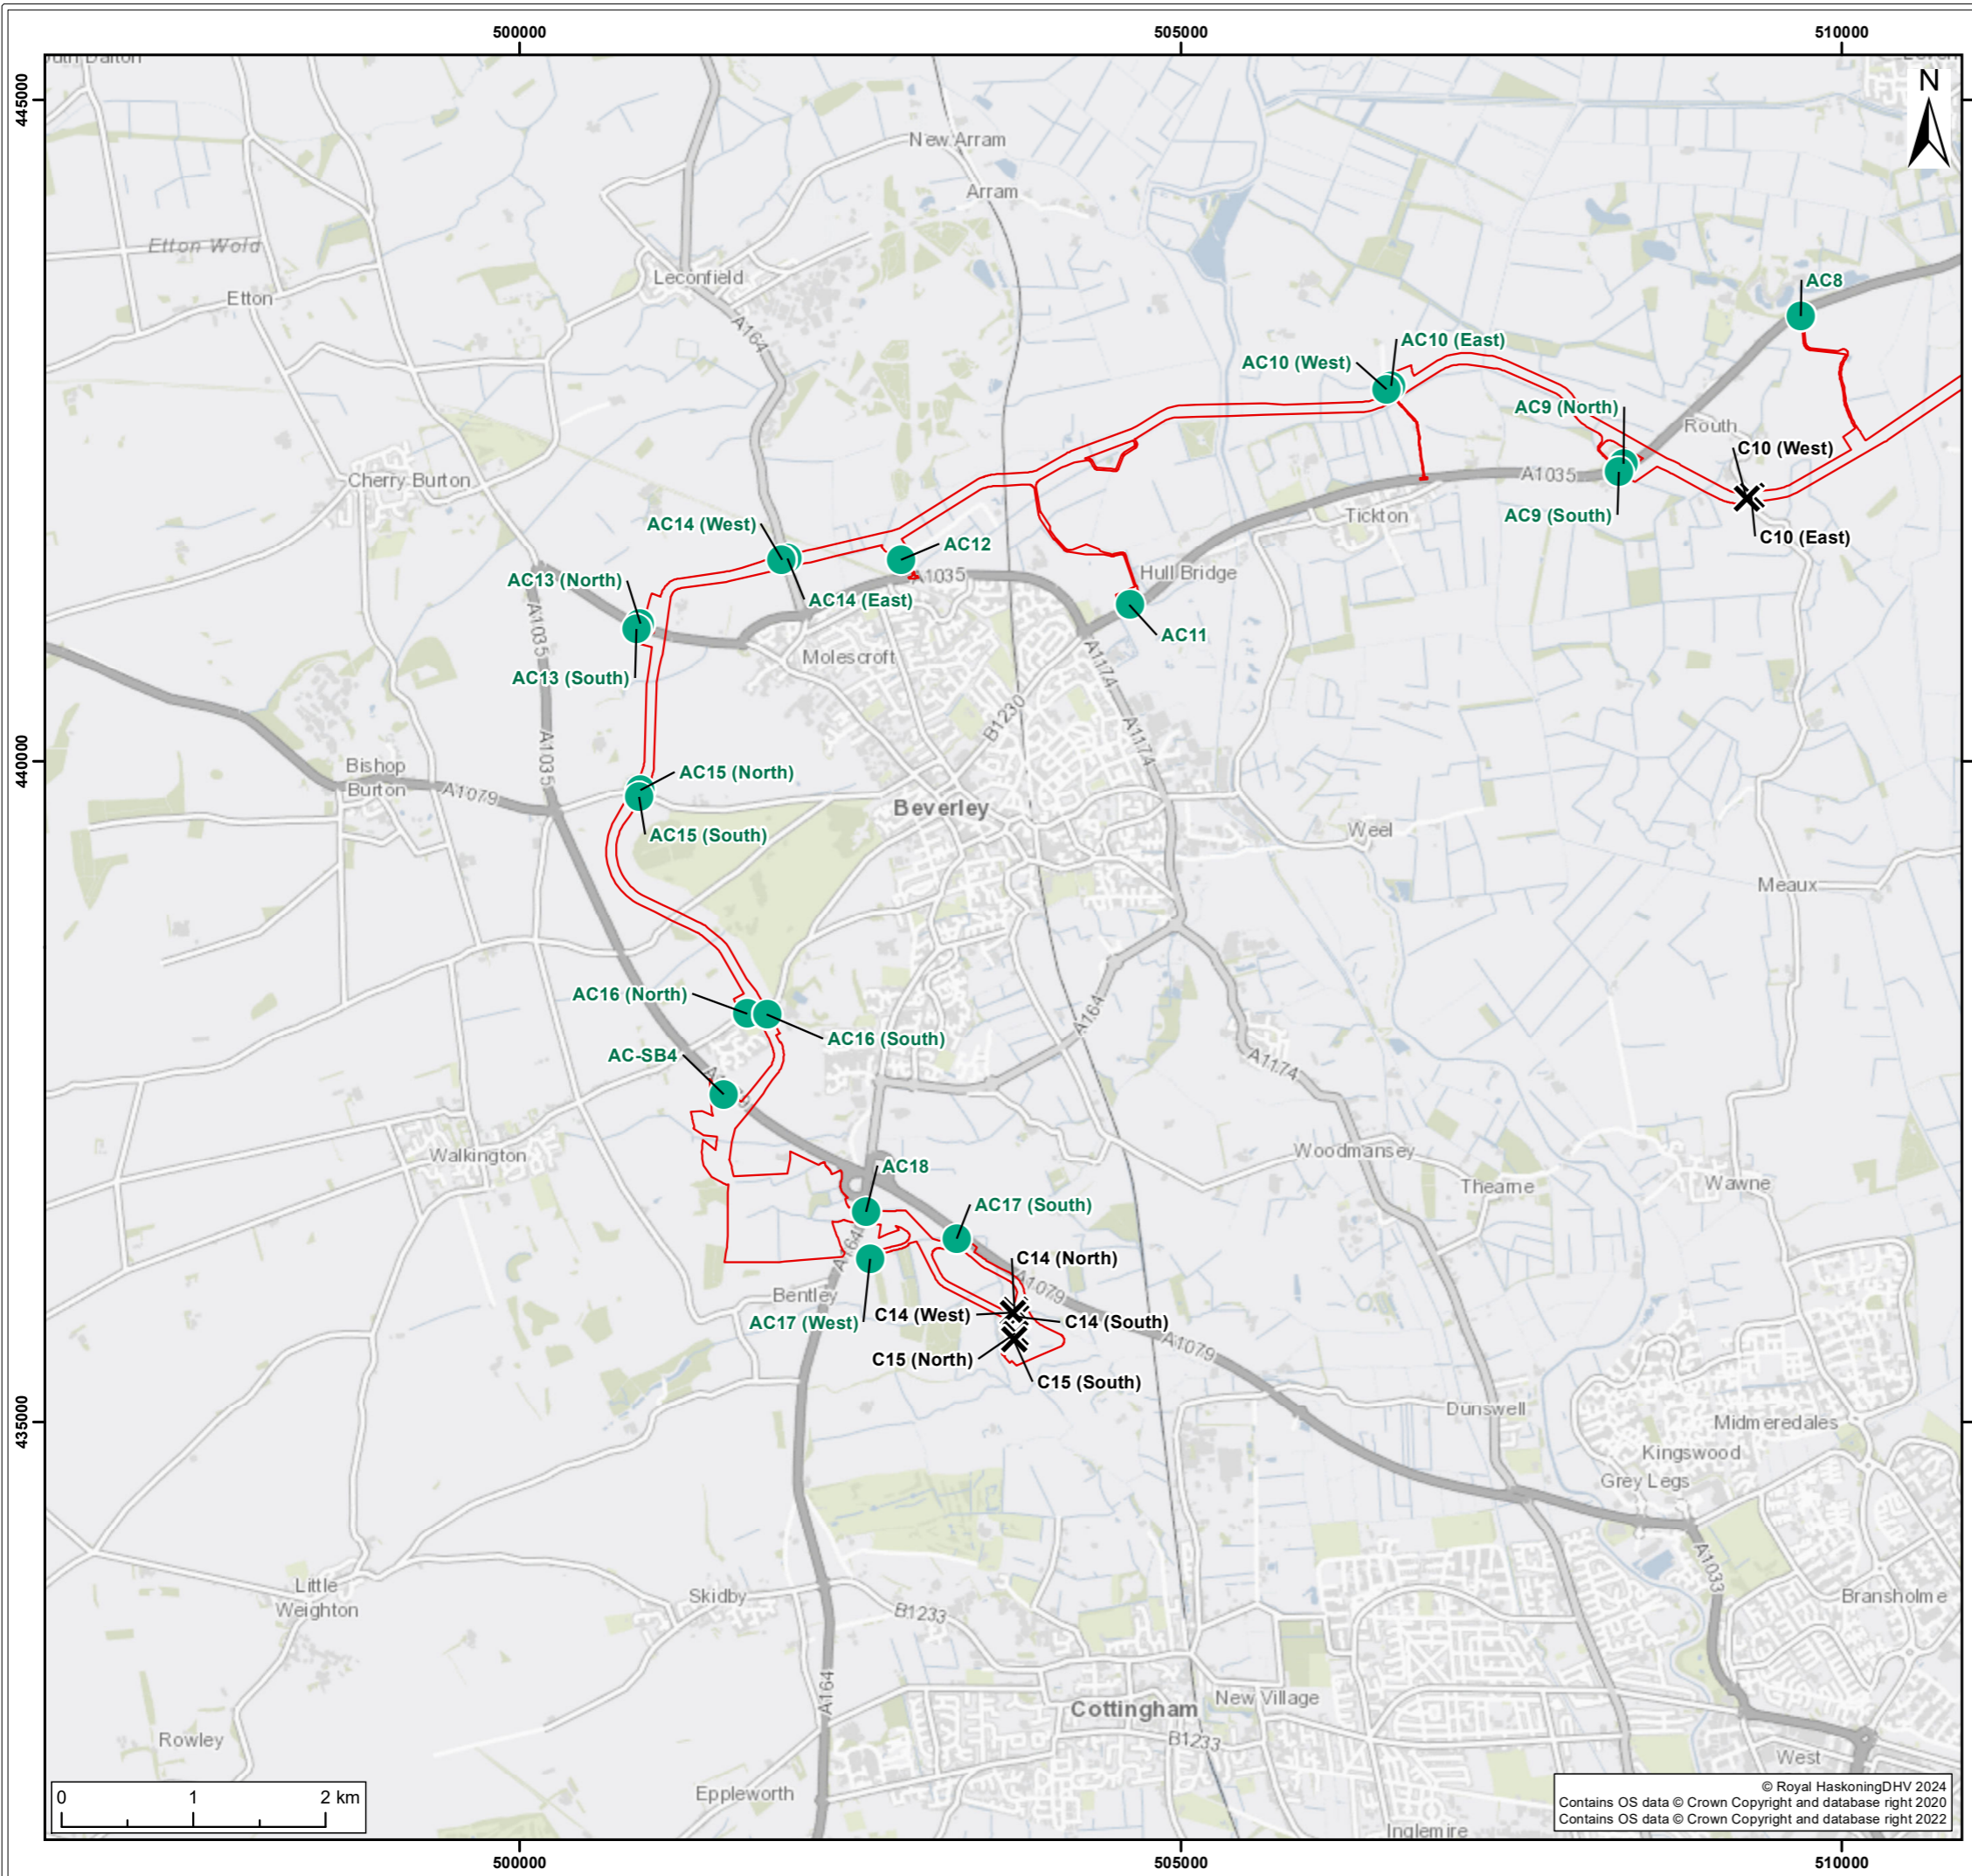 500000
505000
510000
445000
440000
435000
N
New Arram
Arram
Etton Wold
Leconfield
Etton
A164
AC8
AC10 (East)
AC10 (West)
AC9 (North)
Routh
C10 (West)
Cherry Burton
A1035
AC9 (South)
Tickton
AC14 (West)
C10 (East)
AC12
Hull Bridge
A1035
AC13 (North)
AC14 (East)
A1035
AC11
Molescroft
A1174
AC13 (South)
B1230
A1174
A1035
Bishop
Burton
A1079
AC15 (North)
Beverley
AC15 (South)
Weel
Meaux
AC16 (North)
A164
AC16 (South)
AC-SB4
A1174
Walkington
Woodmansey
AC18
Thearne
Wawne
AC17 (South)
A164
C14 (North)
A1079
Bentley
C14 (West)
C14 (South)
AC17 (West)
A1079
C15 (North)
C15 (South)
Dunswell
Midmeredales
Kingswood
Grey Legs
A1033
Little
Weighton
Skidby
B1233
Bransholme
A164
Cottingham
New Village
B1233
Rowley
West
Eppleworth
Inglemire
0 1 2 km
© Royal HaskoningDHV 2024
Contains OS data © Crown Copyright and database right 2020
Contains OS data © Crown Copyright and database right 2022
500000
505000
510000